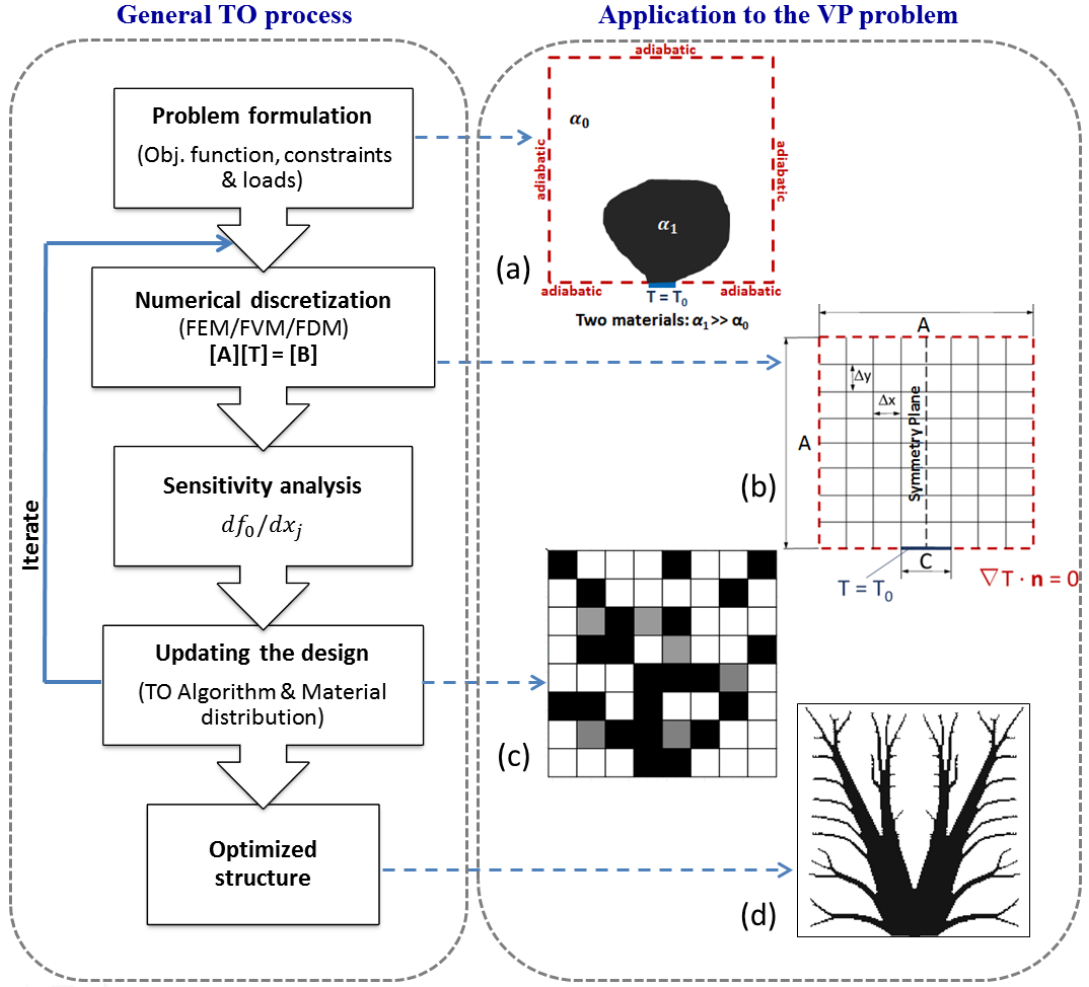 General TO process
Problem formulation
(Obj. function, constraints
& loads)
Numerical discretization
(FEM/FVM/FDM)
[A][T] = [B]
Sensitivity analysis
df₀/dxⱼ
Updating the design
(TO Algorithm & Material
distribution)
Optimized
structure
Iterate
Application to the VP problem
adiabatic
α₀
adiabatic
adiabatic
α₁
(a)
adiabatic
T = T₀
adiabatic
Two materials: α₁ >> α₀
A
Δy
Δx
A
Symmetry Plane
(b)
C
T = T₀
∇T · n = 0
(c)
(d)